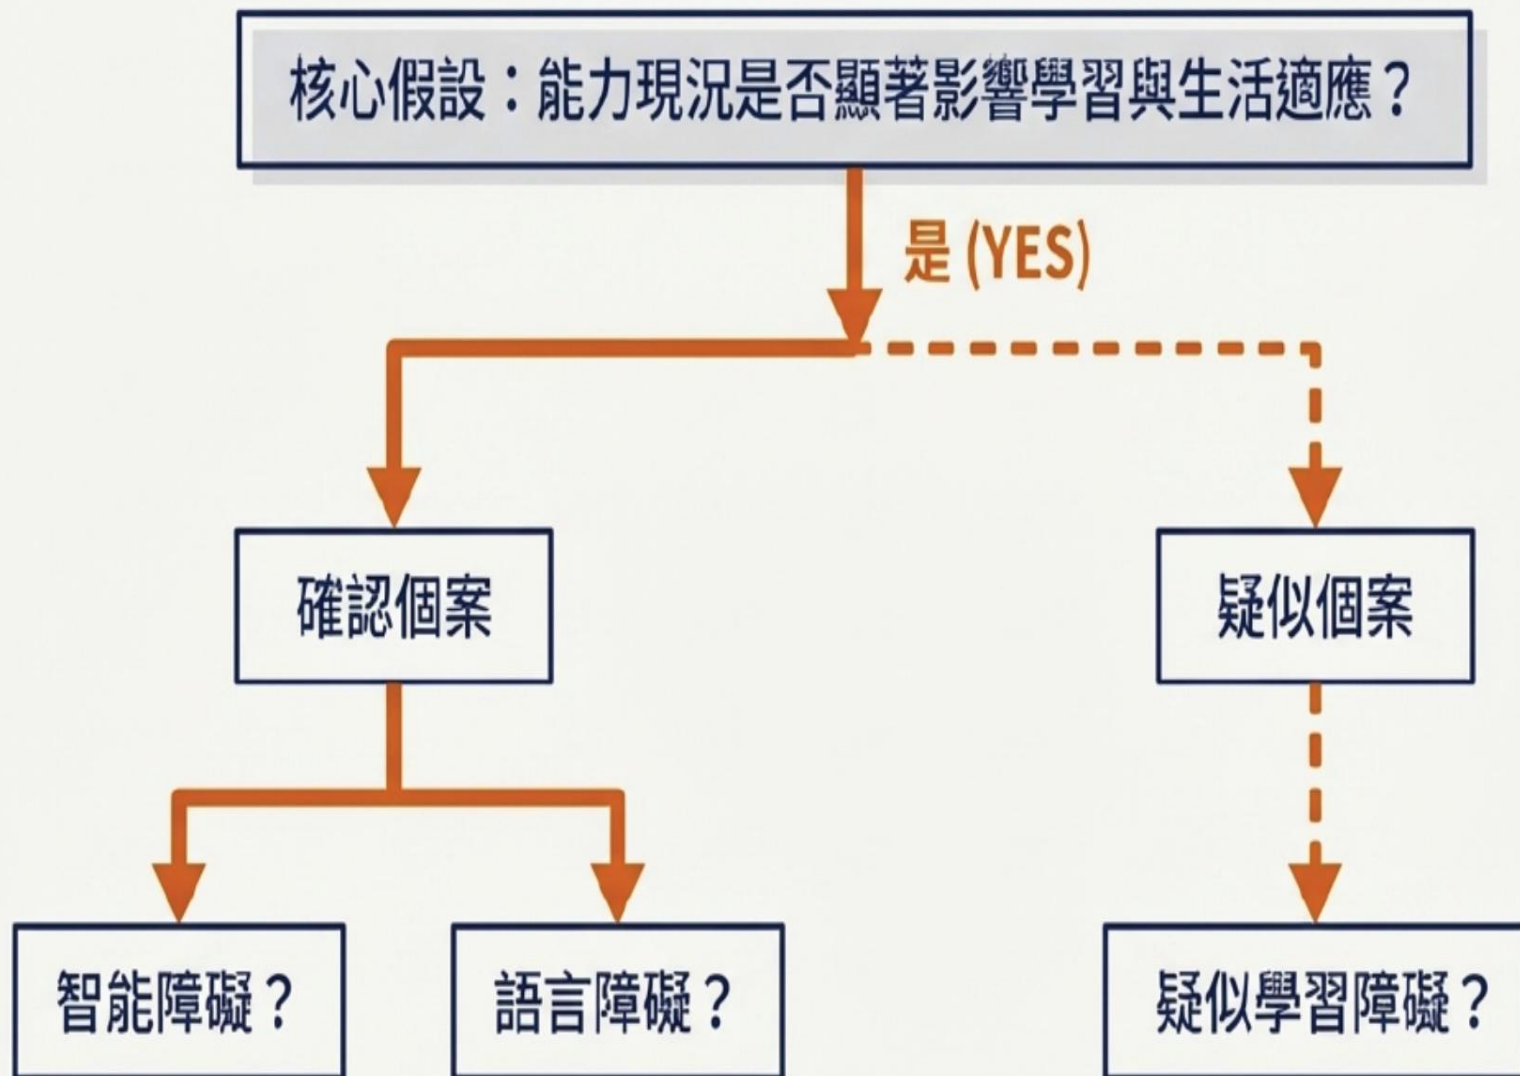 核心假設：能力現況是否顯著影響學習與生活適應？
是 (YES)
確認個案
疑似個案
智能障礙？
語言障礙？
疑似學習障礙？